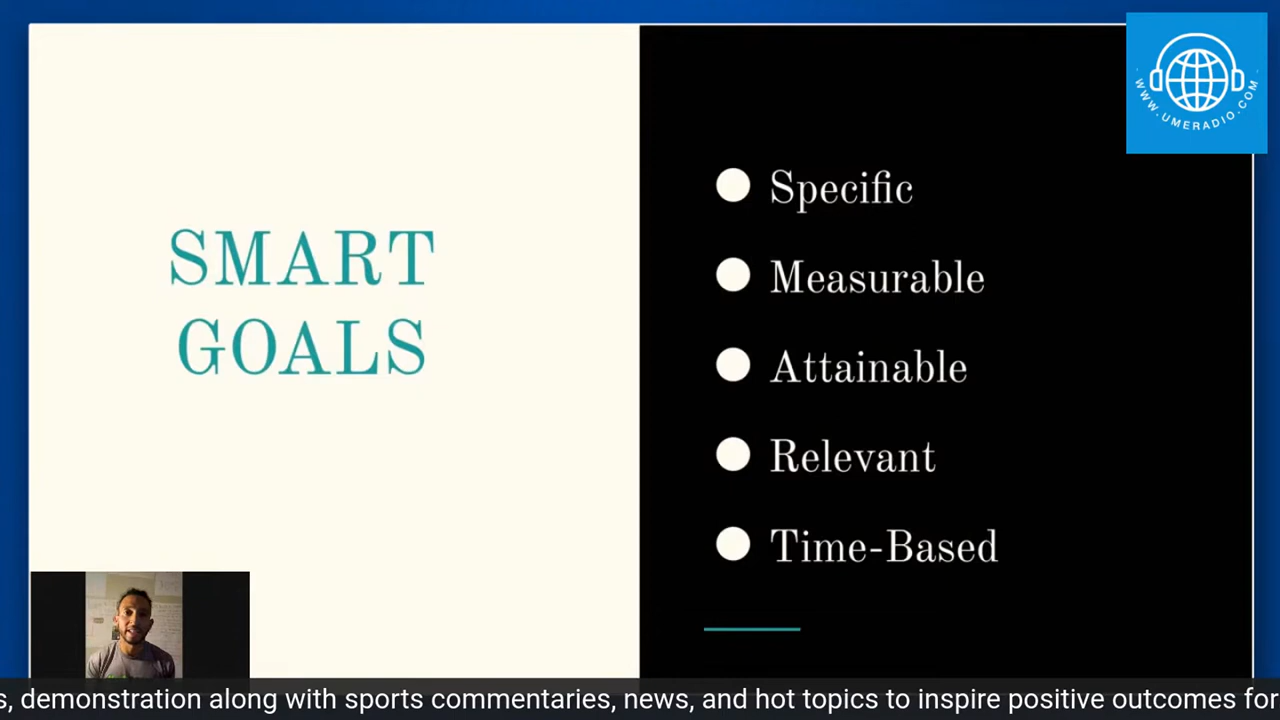 SMART
GOALS
Specific
Measurable
Attainable
Relevant
Time-Based
WWW.UMERADIO.COM
s, demonstration along with sports commentaries, news, and hot topics to inspire positive outcomes for